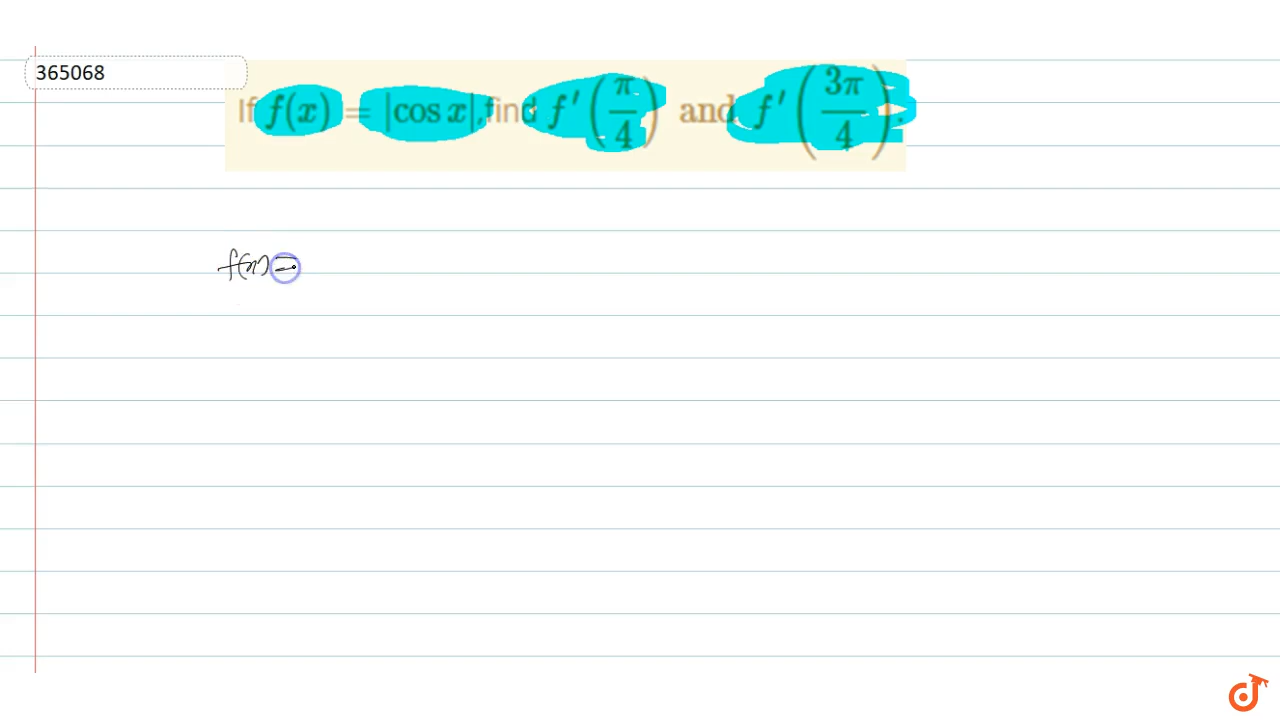 365068
If f(x) = |cos x|, find f′(π/4) and f′(3π/4).
f(x) =